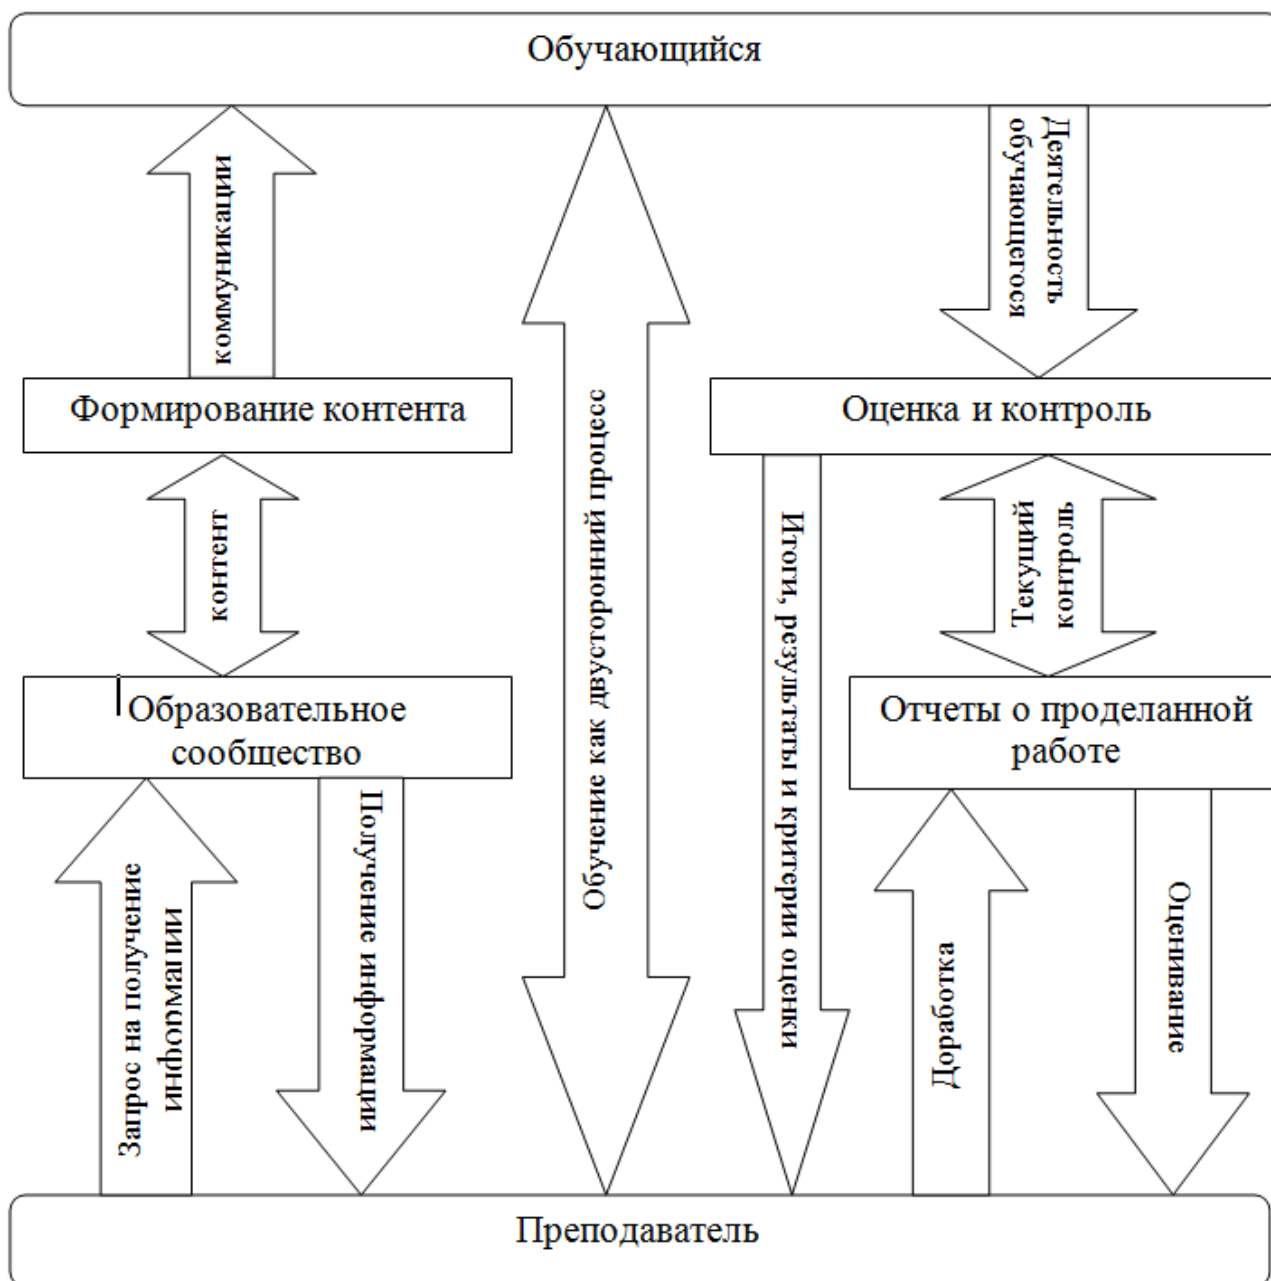 Обучающийся
коммуникации
Деятельность
обучающегося
Формирование контента
Оценка и контроль
контент
Обучение как двусторонний процесс
Итоги, результаты и критерии оценки
Текущий
контроль
Образовательное
сообщество
Отчеты о проделанной
работе
Запрос на получение
информации
Получение информации
Доработка
Оценивание
Преподаватель